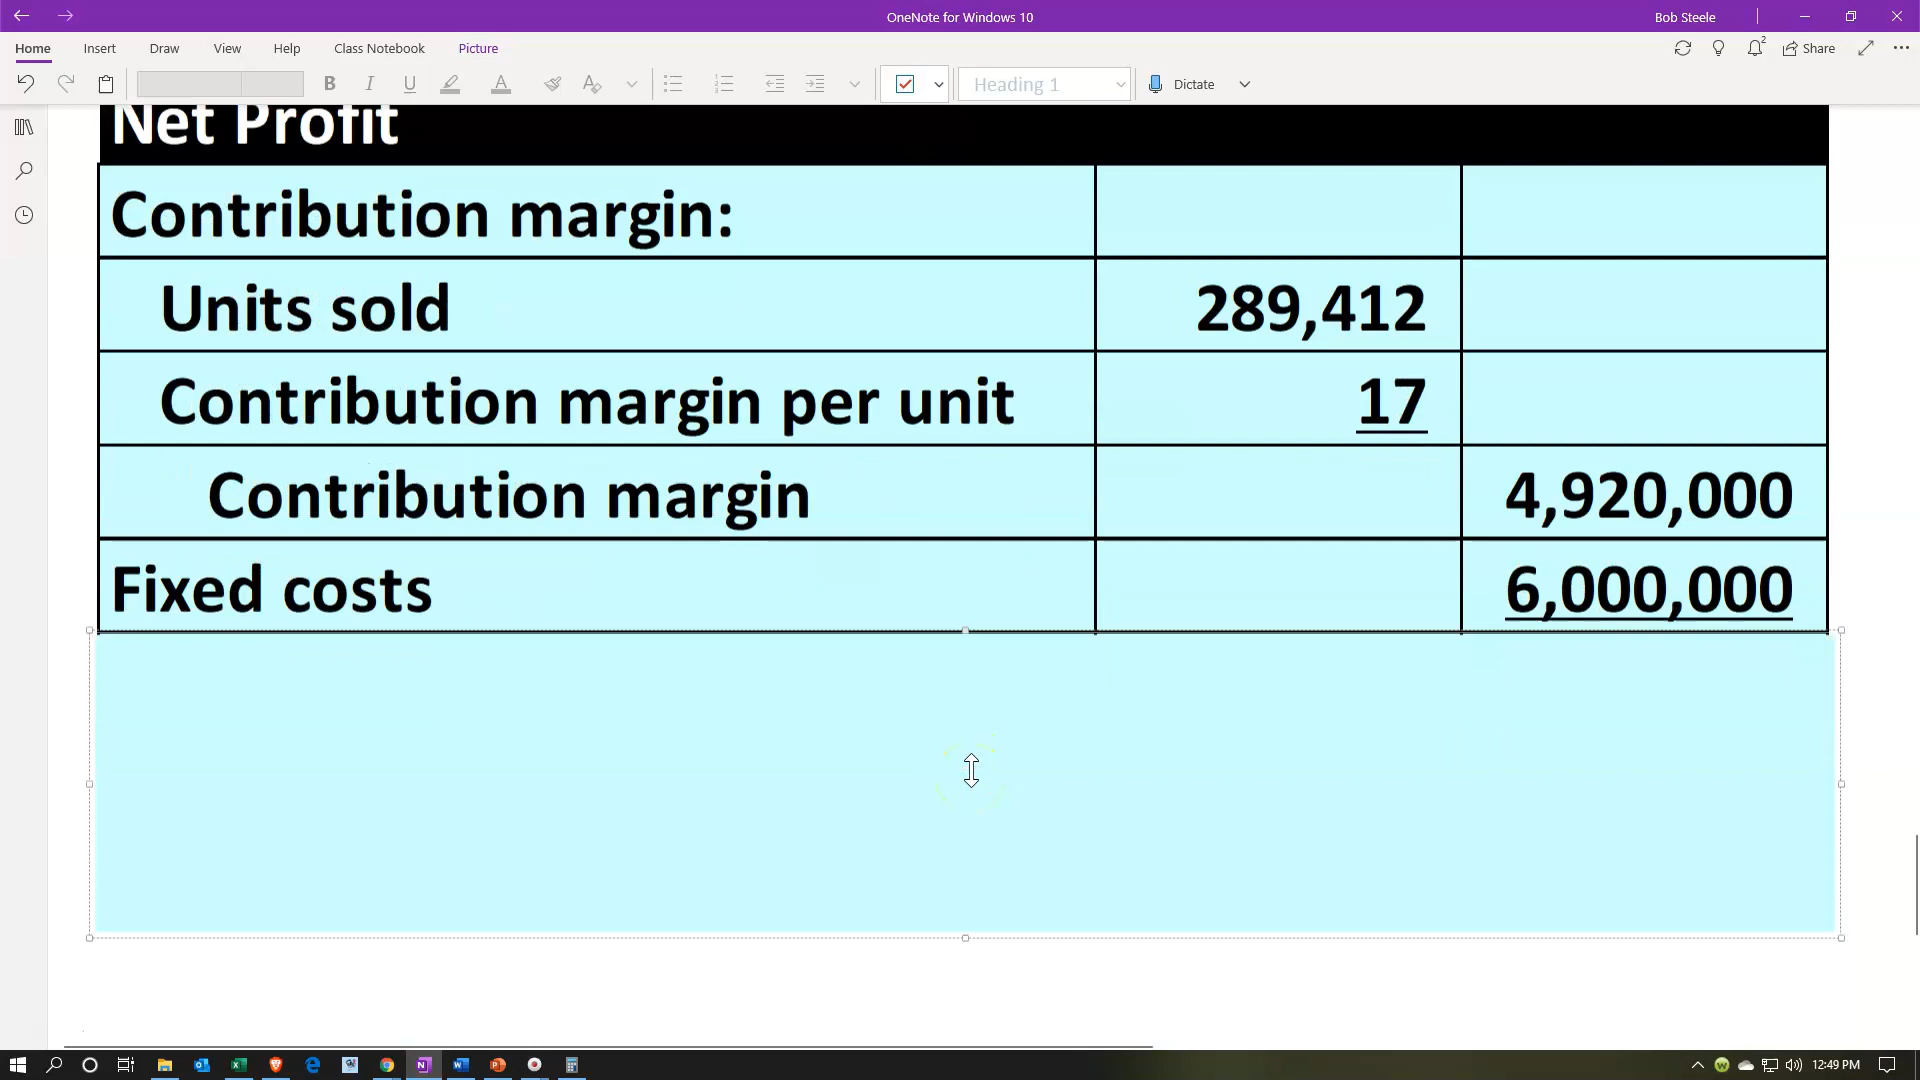 OneNote for Windows 10
Bob Steele
Home Insert Draw View Help Class Notebook Picture
2
Share
B I U A A
Heading 1
Dictate
Net Profit
Contribution margin:
Units sold 289,412
Contribution margin per unit 17
Contribution margin 4,920,000
Fixed costs 6,000,000
12:49 PM